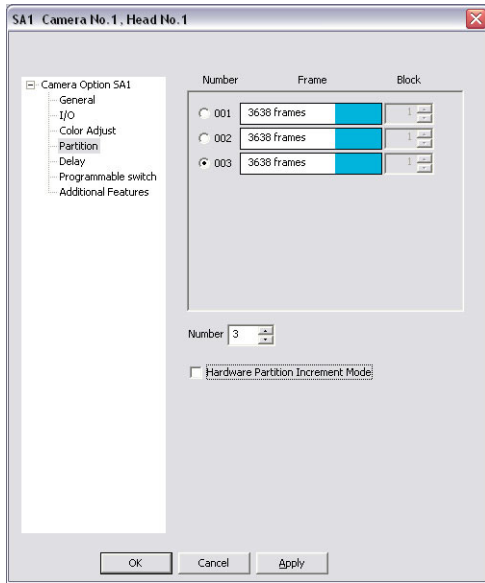 SA1 Camera No.1, Head No.1
Camera Option SA1
General
I/O
Color Adjust
Partition
Delay
Programmable switch
Additional Features
Number Frame Block
001 3638 frames 1
002 3638 frames 1
003 3638 frames 1
Number 3
Hardware Partition Increment Mode
OK Cancel Apply